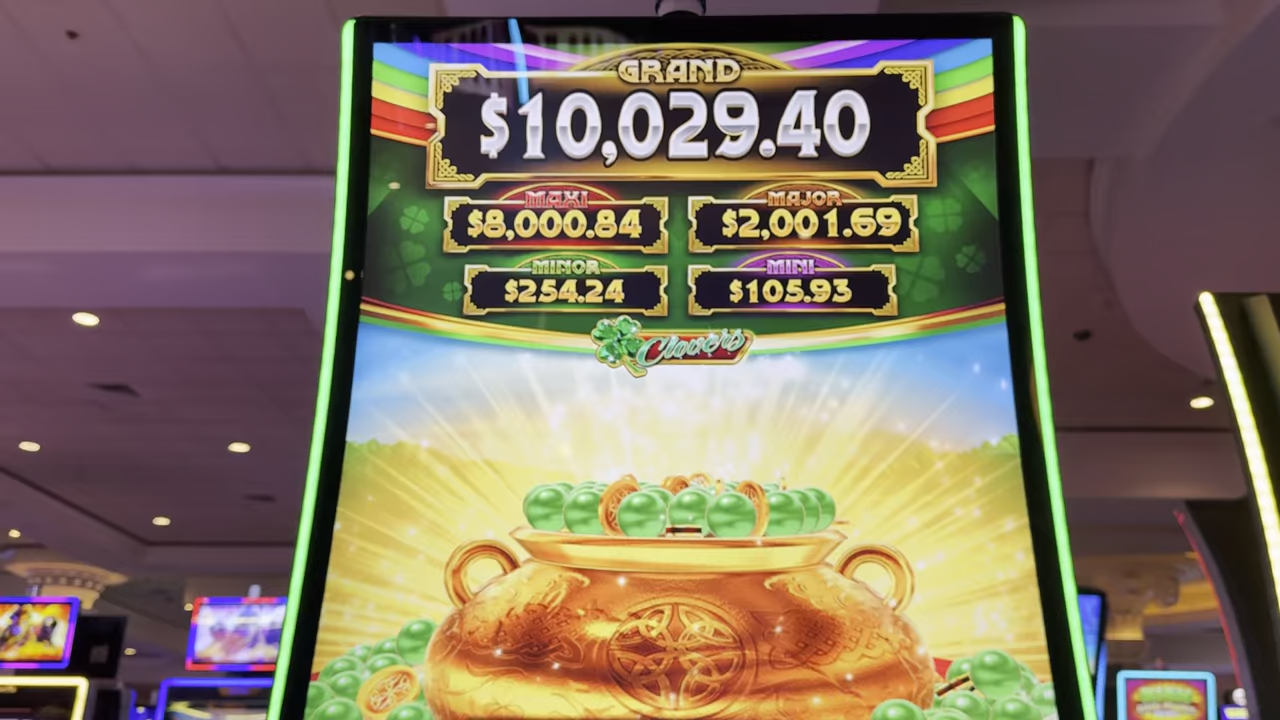 GRAND
$10,029.40
MAXI MAJOR
$8,000.84 $2,001.69
MINOR MINI
$254.24 $105.93
Clovers